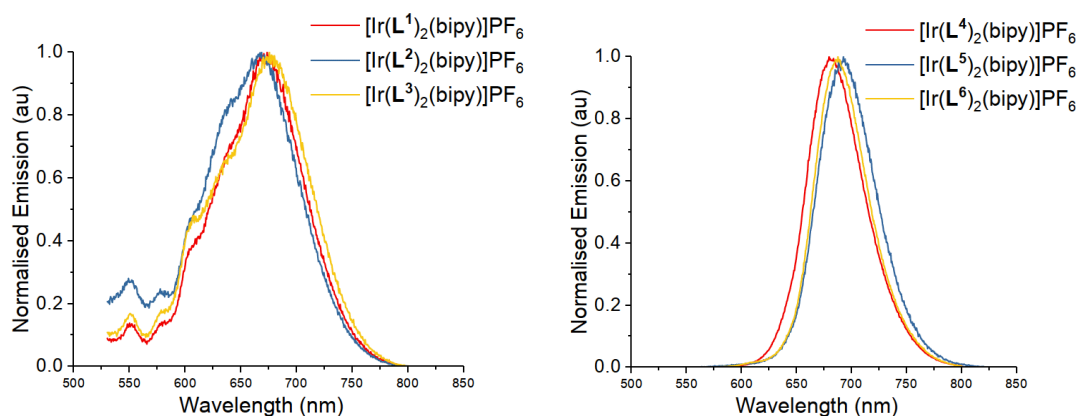 [Ir(L¹)₂(bipy)]PF₆
[Ir(L²)₂(bipy)]PF₆
[Ir(L³)₂(bipy)]PF₆
Normalised Emission (au)
1.0
0.8
0.6
0.4
0.2
0.0
500 550 600 650 700 750 800 850
Wavelength (nm)
[Ir(L⁴)₂(bipy)]PF₆
[Ir(L⁵)₂(bipy)]PF₆
[Ir(L⁶)₂(bipy)]PF₆
Normalised Emission (au)
1.0
0.8
0.6
0.4
0.2
0.0
500 550 600 650 700 750 800 850
Wavelength (nm)